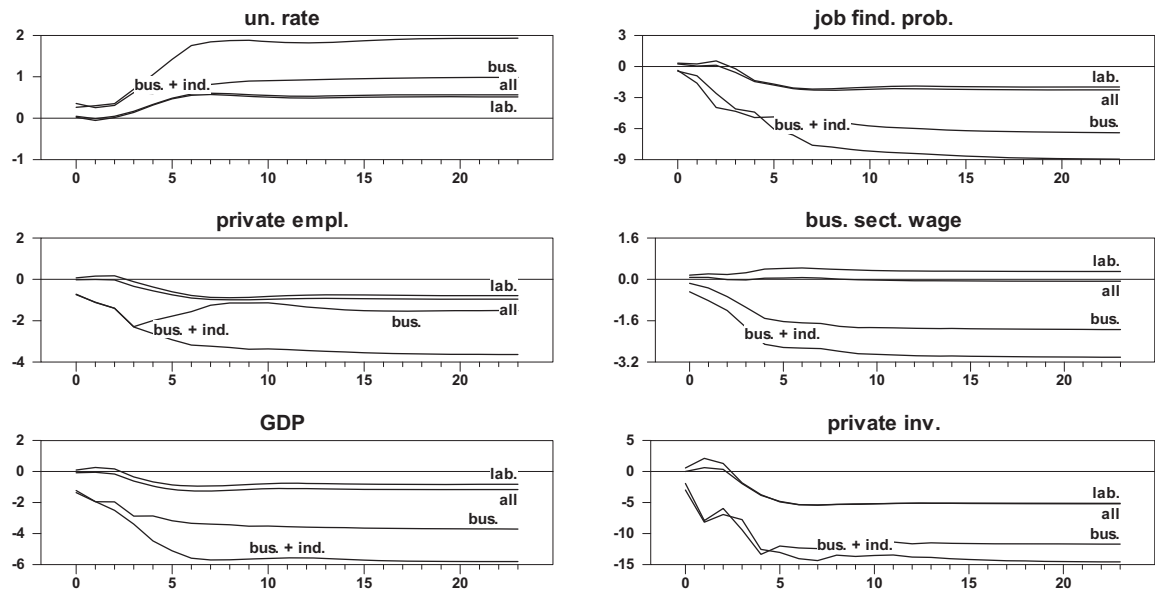 un. rate
2
1
0
-1
bus. + ind.
bus.
all
lab.
0 5 10 15 20
job find. prob.
3
0
-3
-6
-9
lab.
all
bus.
bus. + ind.
0 5 10 15 20
private empl.
2
0
-2
-4
lab.
all
bus.
bus. + ind.
0 5 10 15 20
bus. sect. wage
1.6
0.0
-1.6
-3.2
lab.
all
bus.
bus. + ind.
0 5 10 15 20
GDP
2
0
-2
-4
-6
lab.
all
bus.
bus. + ind.
0 5 10 15 20
private inv.
5
0
-5
-10
-15
lab.
all
bus.
bus. + ind.
0 5 10 15 20